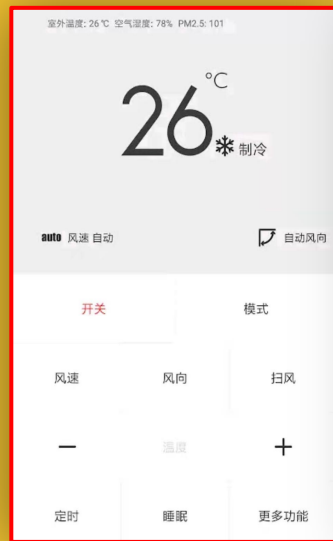 室外温度: 26 ℃ 空气湿度: 78% PM2.5: 101
26℃ 制冷
auto 风速 自动 自动风向
开关 模式
风速 风向 扫风
− 温度 +
定时 睡眠 更多功能